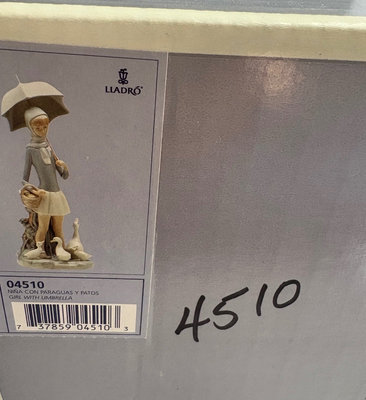 LLADRÓ
04510
NIÑA CON PARAGUAS Y PATOS
GIRL WITH UMBRELLA
7 37859 04510 3
4510